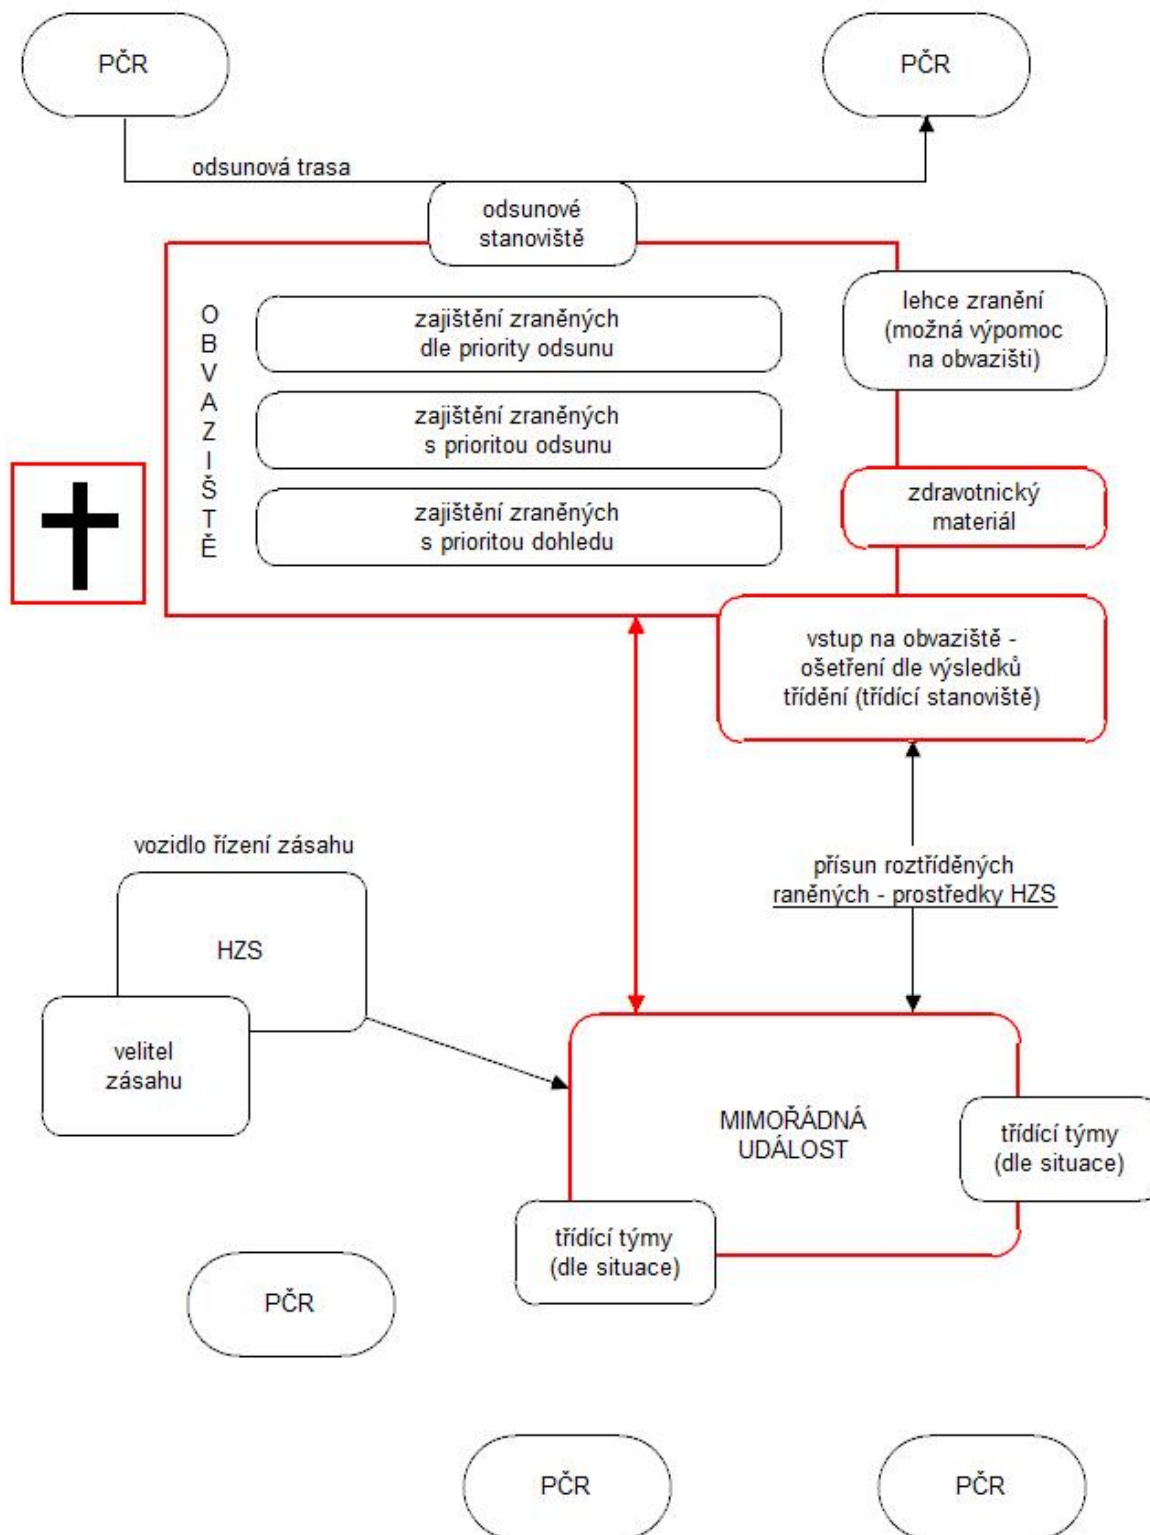 PČR
PČR
odsunová trasa
odsunové
stanoviště
OBVAZIŠTĚ
zajištění zraněných
dle priority odsunu
zajištění zraněných
s prioritou odsunu
zajištění zraněných
s prioritou dohledu
lehce zranění
(možná výpomoc
na obvazišti)
zdravotnický
materiál
vstup na obvaziště -
ošetření dle výsledků
třídění (třídící stanoviště)
vozidlo řízení zásahu
HZS
velitel
zásahu
přísun roztříděných
raněných - prostředky HZS
MIMOŘÁDNÁ
UDÁLOST
třídící týmy
(dle situace)
třídící týmy
(dle situace)
PČR
PČR
PČR